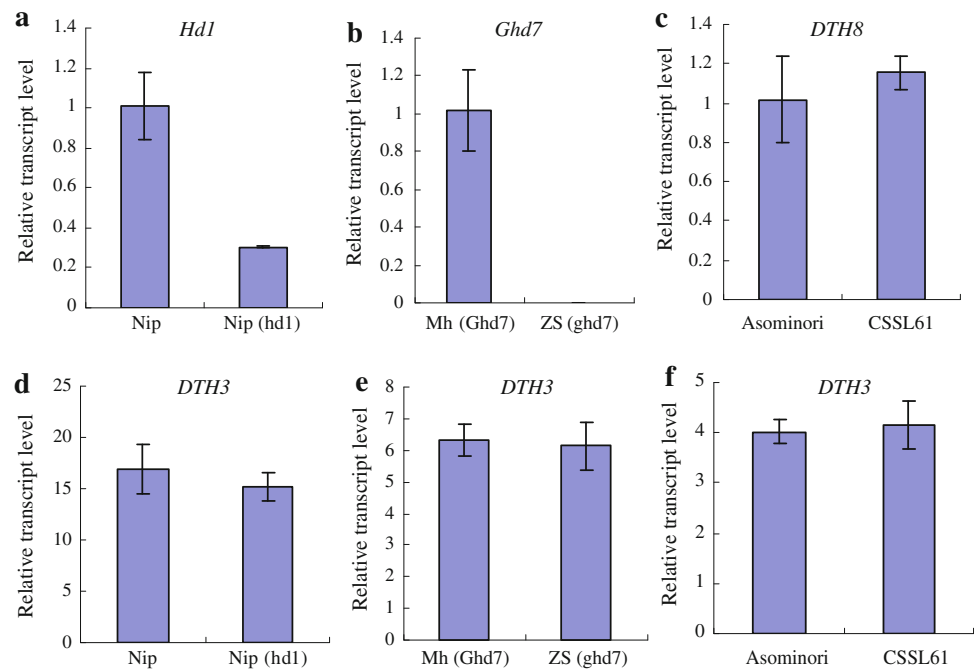 a
Hd1
Relative transcript level
1.4
1.2
1
0.8
0.6
0.4
0.2
0
Nip
Nip (hd1)
b
Ghd7
Relative transcript level
1.4
1.2
1
0.8
0.6
0.4
0.2
0
Mh (Ghd7)
ZS (ghd7)
c
DTH8
Relative transcript level
1.4
1.2
1
0.8
0.6
0.4
0.2
0
Asominori
CSSL61
d
DTH3
Relative transcript level
25
20
15
10
5
0
Nip
Nip (hd1)
e
DTH3
Relative transcript level
8
7
6
5
4
3
2
1
0
Mh (Ghd7)
ZS (ghd7)
f
DTH3
Relative transcript level
5
4
3
2
1
0
Asominori
CSSL61